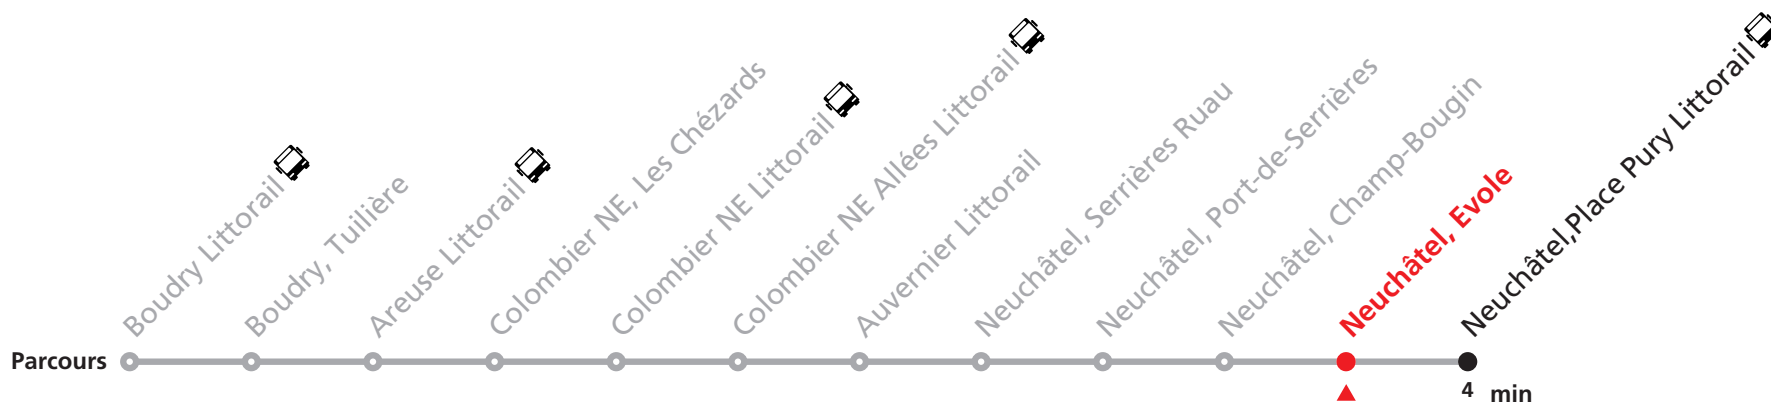 Boudry Littorail
Boudry, Tuilière
Areuse Littorail
Colombier NE, Les Chézards
Colombier NE Littorail
Colombier NE Allées Littorail
Auvernier Littorail
Neuchâtel, Serrières Ruau
Neuchâtel, Port-de-Serrières
Neuchâtel, Champ-Bougin
Neuchâtel, Evole
Neuchâtel,Place Pury Littorail
Parcours
4 min